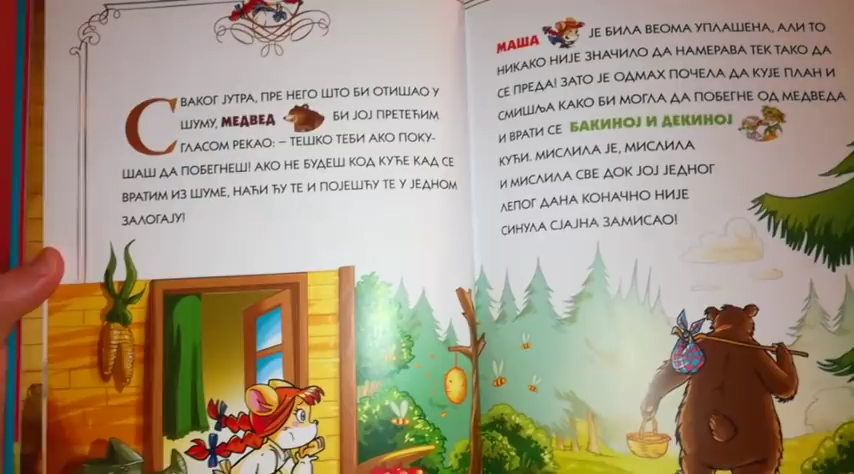 СВАКОГ ЈУТРА, ПРЕ НЕГО ШТО БИ ОТИШАО У
ШУМУ, МЕДВЕД БИ ЈОЈ ПРЕТЕЋИМ
ГЛАСОМ РЕКАО: – ТЕШКО ТЕБИ АКО ПОКУ-
ШАШ ДА ПОБЕГНЕШ! АКО НЕ БУДЕШ КОД КУЋЕ КАД СЕ
ВРАТИМ ИЗ ШУМЕ, НАЋИ ЋУ ТЕ И ПОЈЕШЋУ ТЕ У ЈЕДНОМ
ЗАЛОГАЈУ!
МАША ЈЕ БИЛА ВЕОМА УПЛАШЕНА, АЛИ ТО
НИКАКО НИЈЕ ЗНАЧИЛО ДА НАМЕРАВА ТЕК ТАКО ДА
СЕ ПРЕДА! ЗАТО ЈЕ ОДМАХ ПОЧЕЛА ДА КУЈЕ ПЛАН И
СМИШЉА КАКО БИ МОГЛА ДА ПОБЕГНЕ ОД МЕДВЕДА
И ВРАТИ СЕ БАКИНОЈ И ДЕКИНОЈ
КУЋИ. МИСЛИЛА ЈЕ, МИСЛИЛА
И МИСЛИЛА СВЕ ДОК ЈОЈ ЈЕДНОГ
ЛЕПОГ ДАНА КОНАЧНО НИЈЕ
СИНУЛА СЈАЈНА ЗАМИСАО!